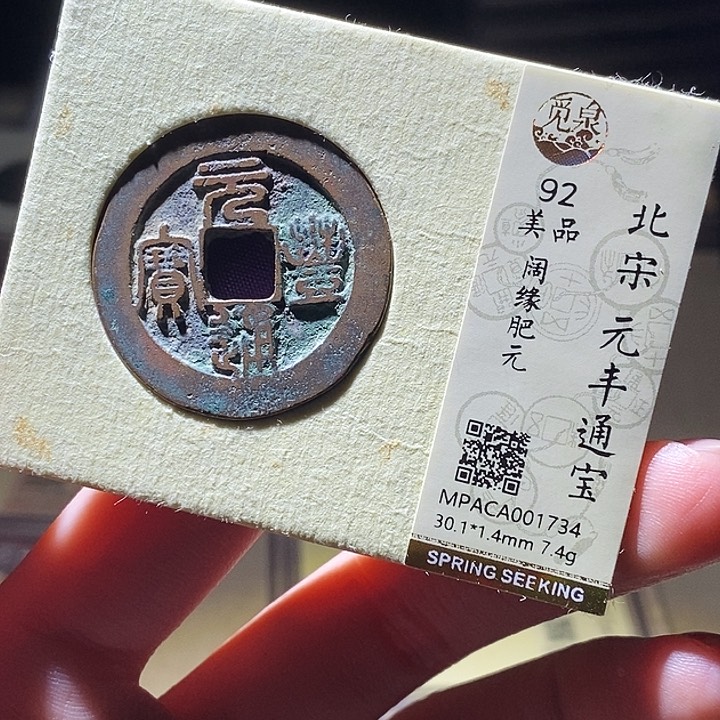 元豐通寶
觅泉
北宋 元丰通宝
92
美品
阔缘肥元
MPACA001734
30.1*1.4mm 7.4g
SPRING SEEKING